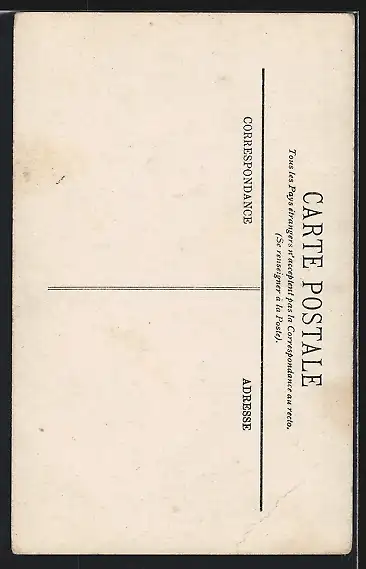 CARTE POSTALE
Tous les Pays étrangers n'acceptent pas la Correspondance au recto.
(Se renseigner à la Poste).
CORRESPONDANCE
ADRESSE